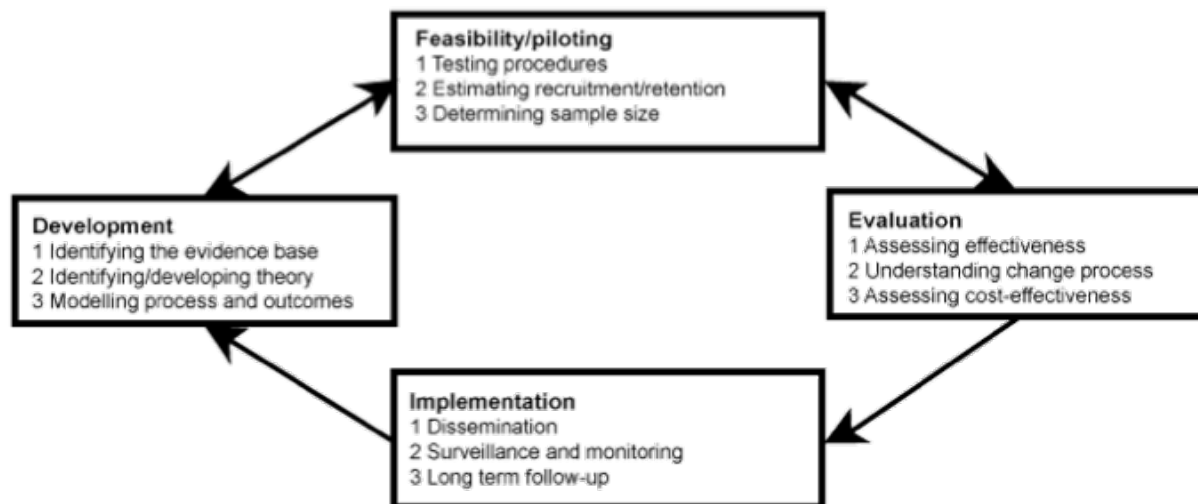 Feasibility/piloting
1 Testing procedures
2 Estimating recruitment/retention
3 Determining sample size
Development
1 Identifying the evidence base
2 Identifying/developing theory
3 Modelling process and outcomes
Evaluation
1 Assessing effectiveness
2 Understanding change process
3 Assessing cost-effectiveness
Implementation
1 Dissemination
2 Surveillance and monitoring
3 Long term follow-up